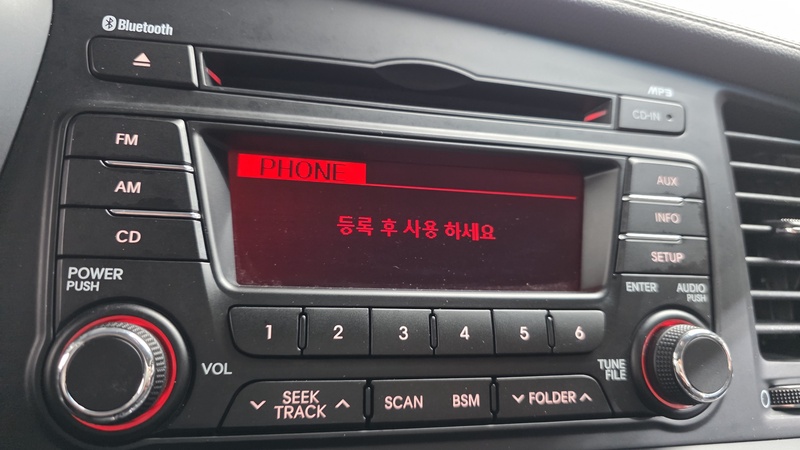 Bluetooth
MP3
CD-IN
FM
AM
CD
PHONE
등록 후 사용 하세요
AUX
INFO
SETUP
POWER
PUSH
VOL
1 2 3 4 5 6
ENTER
AUDIO
PUSH
TUNE
FILE
SEEK
TRACK
SCAN BSM
FOLDER